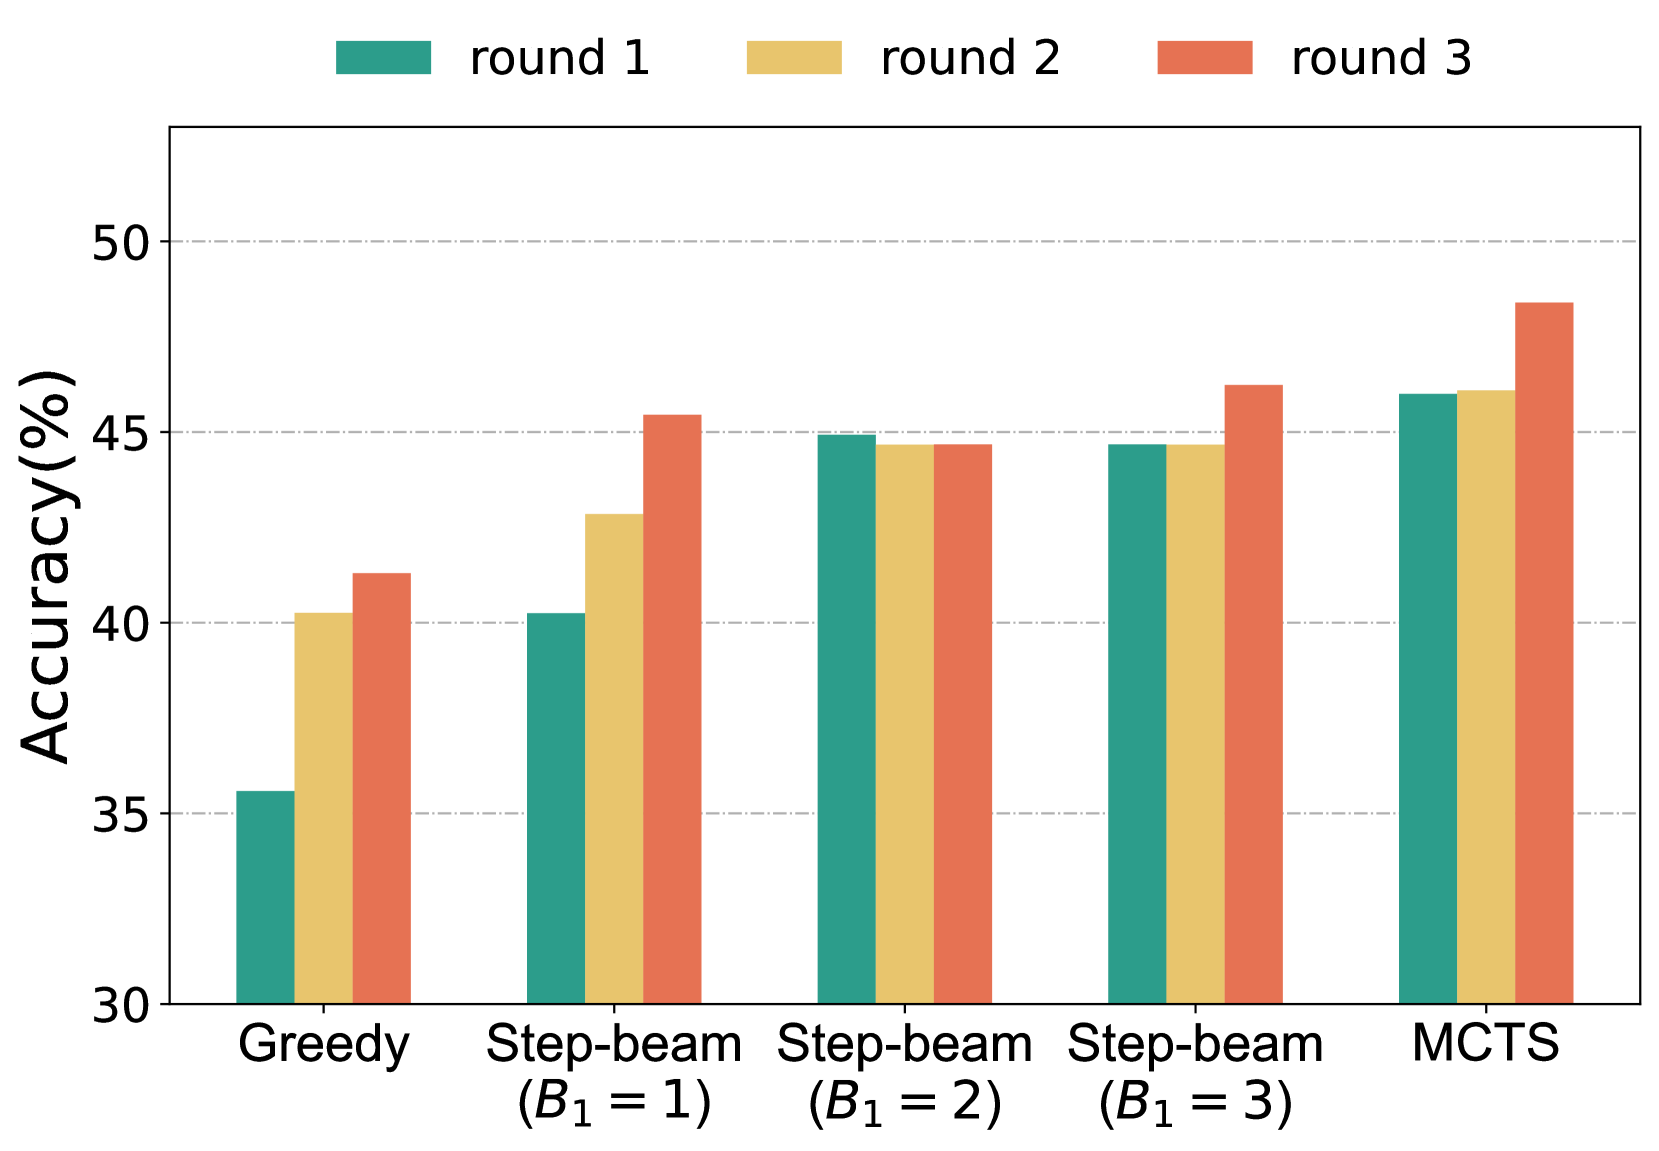 round 1 round 2 round 3
Accuracy(%)
50
45
40
35
30
Greedy Step-beam Step-beam Step-beam MCTS
(B₁ = 1) (B₁ = 2) (B₁ = 3)